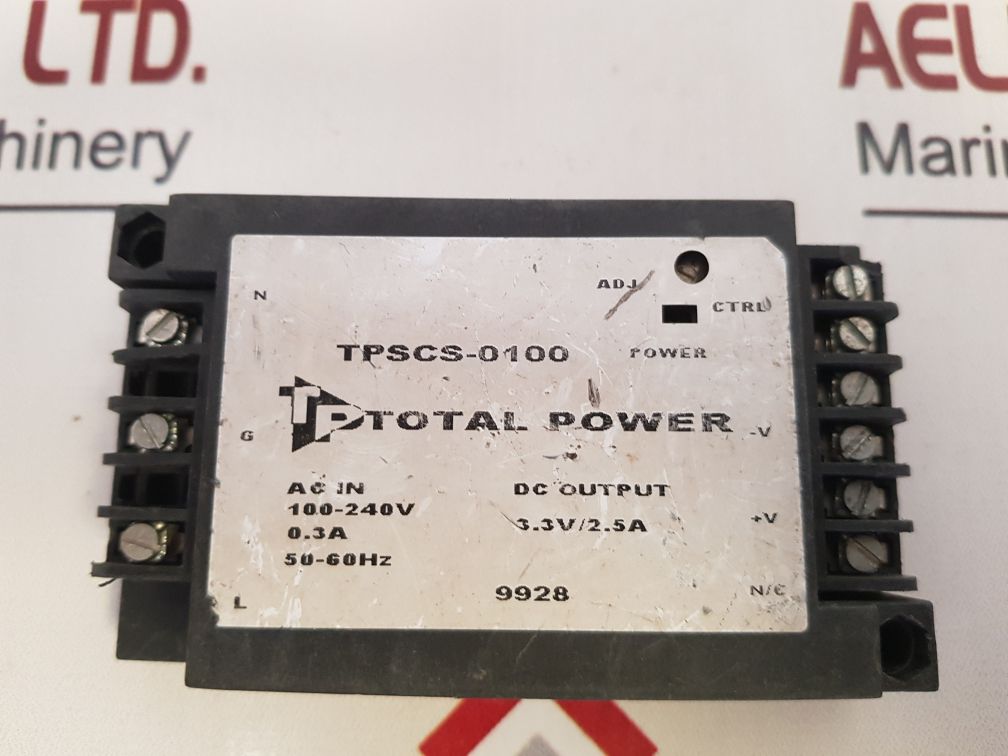 LTD.
hinery
AEL
Marin
N
ADJ
CTRL
TPSCS-0100
POWER
TP TOTAL POWER
G
-V
AC IN
DC OUTPUT
100-240V
3.3V/2.5A
+V
0.3A
50-60Hz
9928
N/C
L